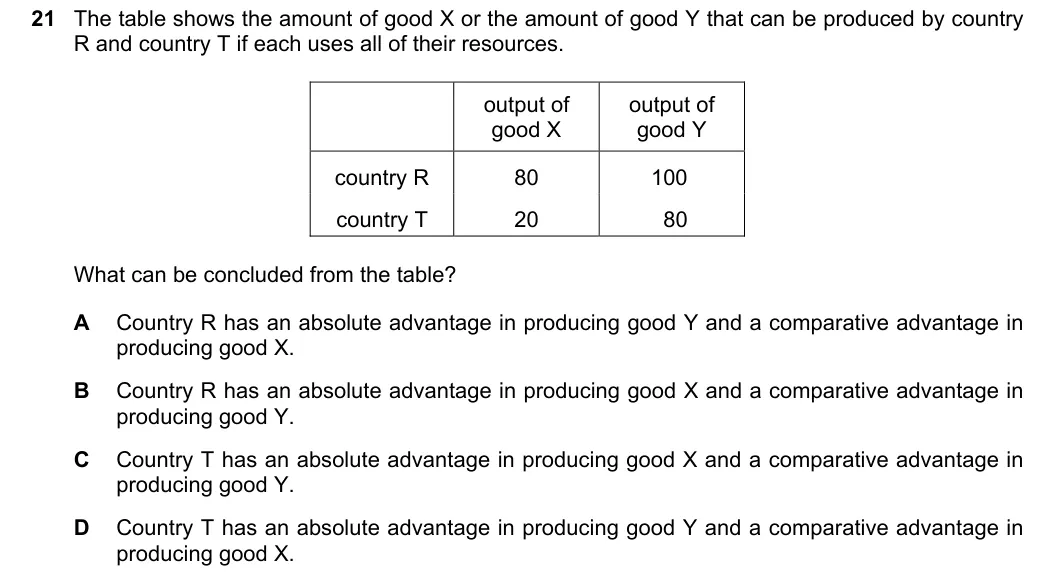 21 The table shows the amount of good X or the amount of good Y that can be produced by country
R and country T if each uses all of their resources.
output of good X output of good Y
country R 80 100
country T 20 80
What can be concluded from the table?
A Country R has an absolute advantage in producing good Y and a comparative advantage in
producing good X.
B Country R has an absolute advantage in producing good X and a comparative advantage in
producing good Y.
C Country T has an absolute advantage in producing good X and a comparative advantage in
producing good Y.
D Country T has an absolute advantage in producing good Y and a comparative advantage in
producing good X.